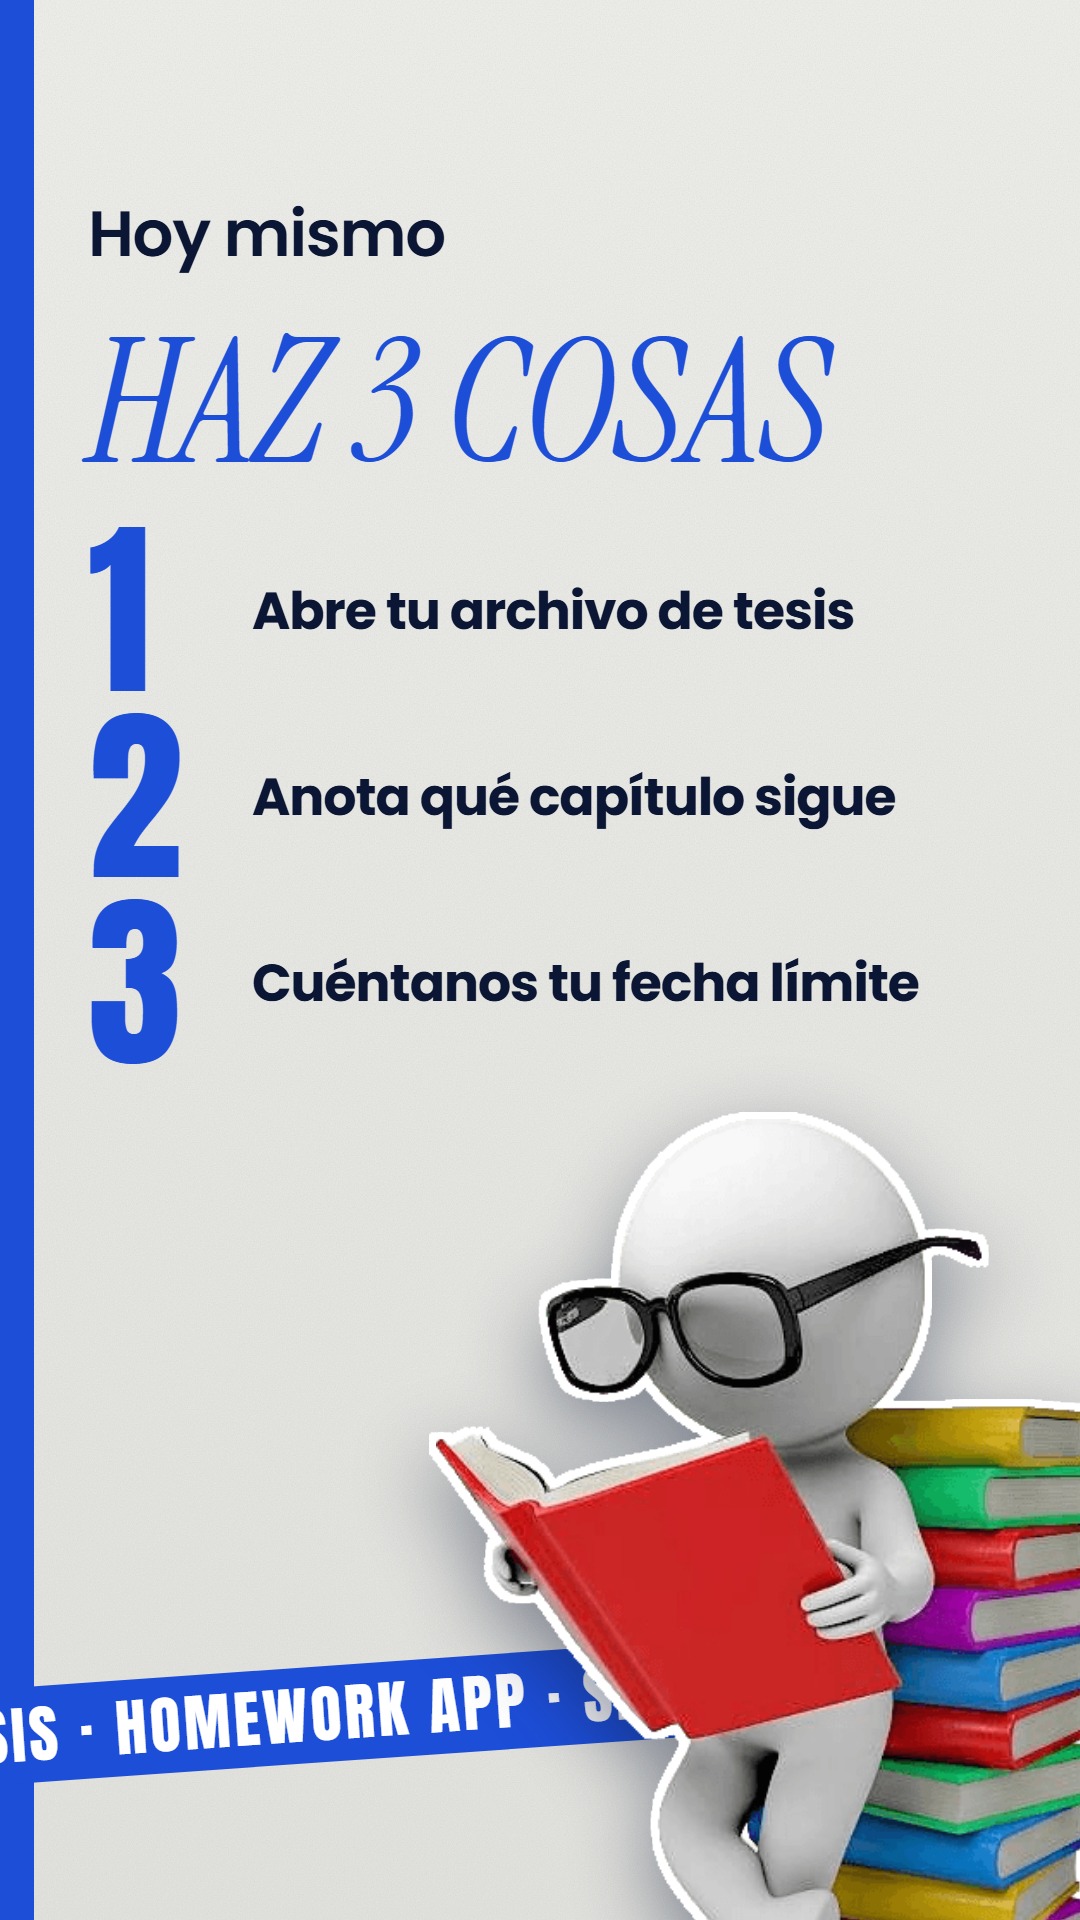 Hoy mismo
HAZ 3 COSAS
1 Abre tu archivo de tesis
2 Anota qué capítulo sigue
3 Cuéntanos tu fecha límite
SIS · HOMEWORK APP ·